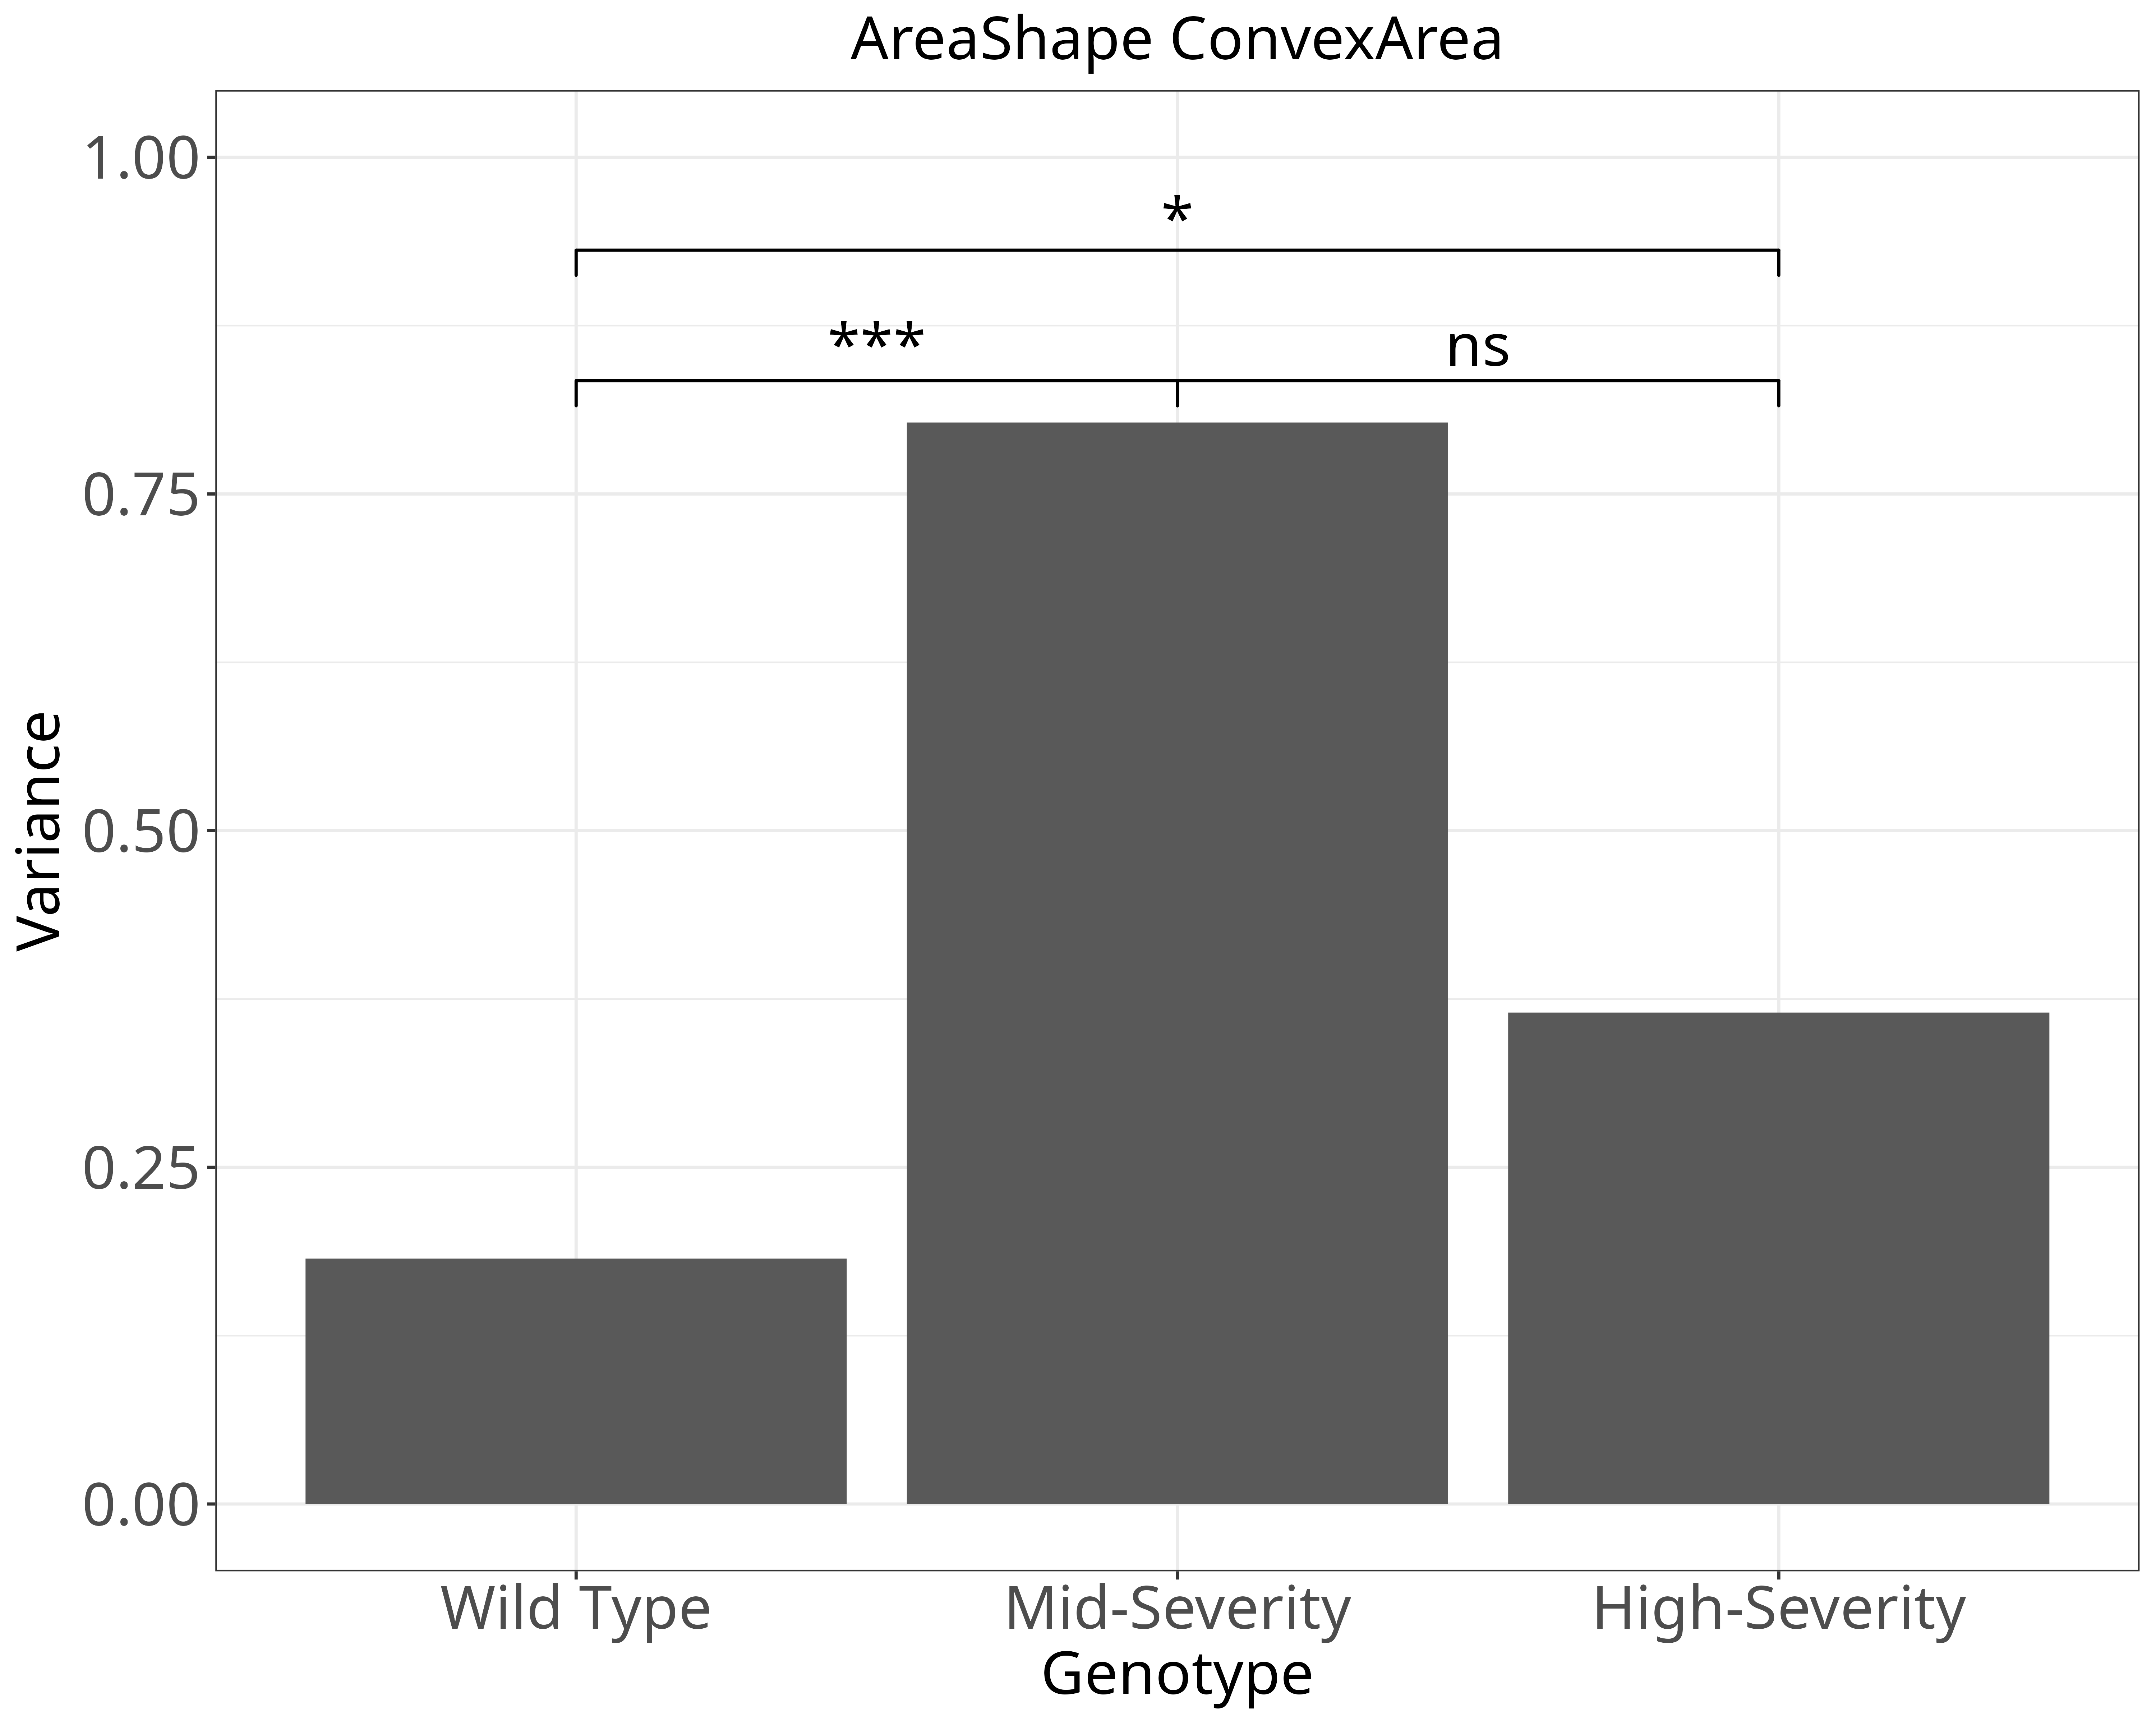 AreaShape ConvexArea
1.00
*
***
ns
0.75
Variance
0.50
0.25
0.00
Wild Type Mid-Severity High-Severity
Genotype